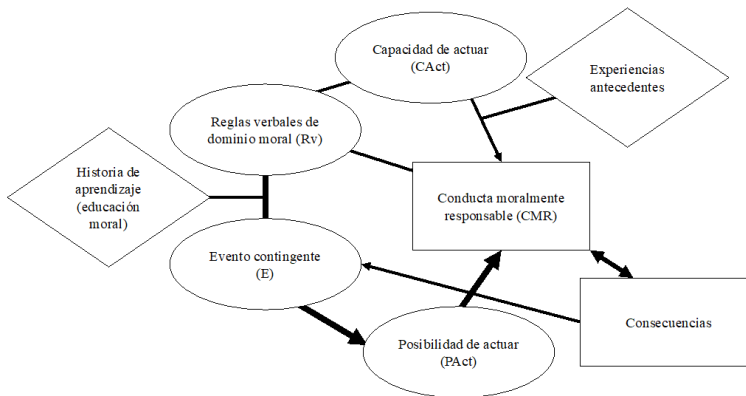 Capacidad de actuar
(CAct)
Experiencias
antecedentes
Reglas verbales de
dominio moral (Rv)
Historia de
aprendizaje
(educación
moral)
Conducta moralmente
responsable (CMR)
Evento contingente
(E)
Consecuencias
Posibilidad de actuar
(PAct)